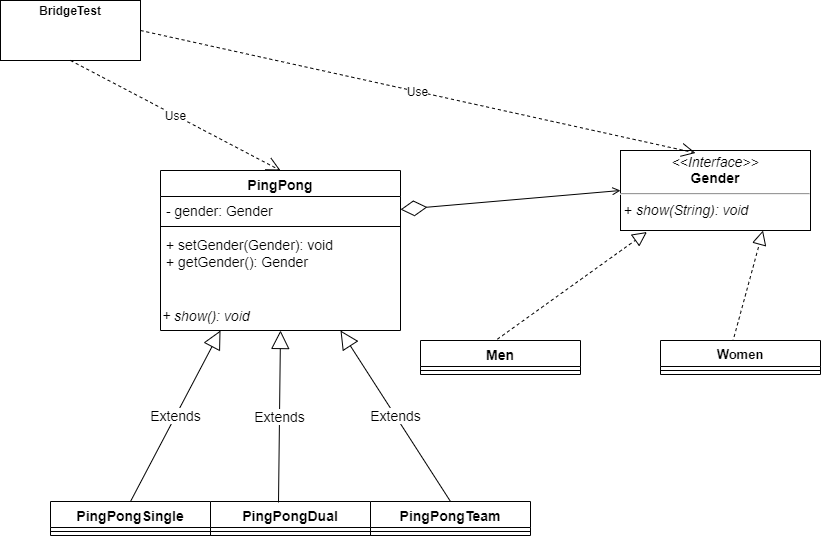 BridgeTest
Use
Use
<<Interface>>
Gender
+ show(String): void
PingPong
- gender: Gender
+ setGender(Gender): void
+ getGender(): Gender
+ show(): void
Men
Women
Extends
Extends
Extends
PingPongSingle
PingPongDual
PingPongTeam